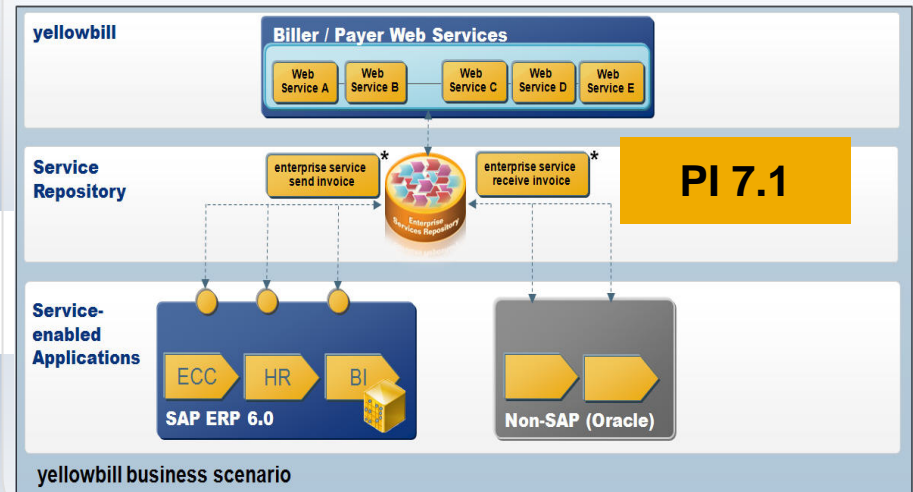 yellowbill
Biller / Payer Web Services
Web
Service A
Web
Service B
Web
Service C
Web
Service D
Web
Service E
Service
Repository
enterprise service
send invoice
*
Enterprise
Services Repository
enterprise service
receive invoice
*
PI 7.1
Service-
enabled
Applications
ECC
HR
BI
SAP ERP 6.0
Non-SAP (Oracle)
yellowbill business scenario